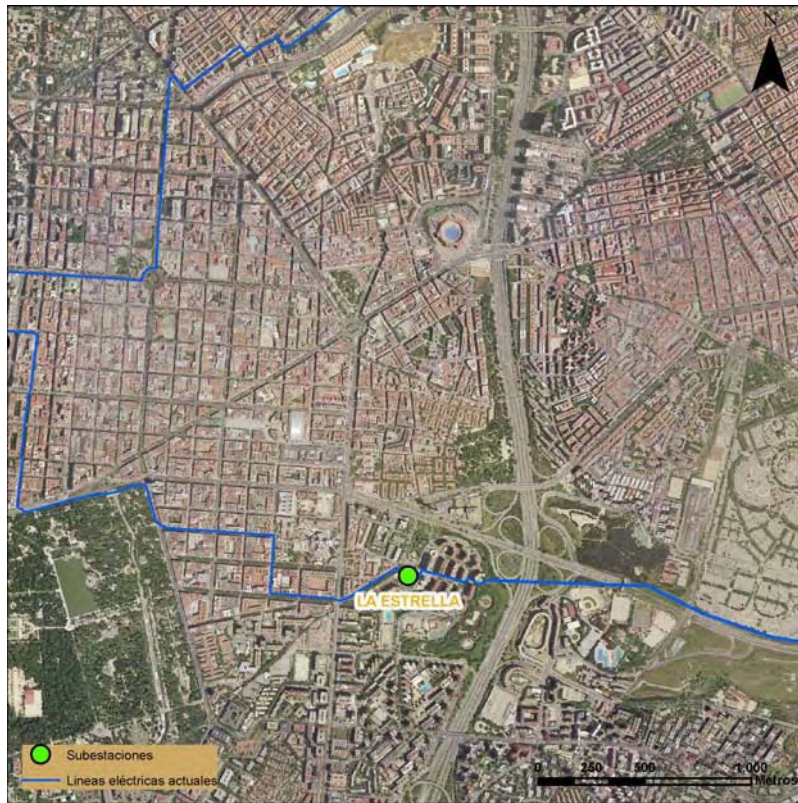 N
LA ESTRELLA
Subestaciones
Lineas eléctricas actuales
0 250 500 1.000
Metros